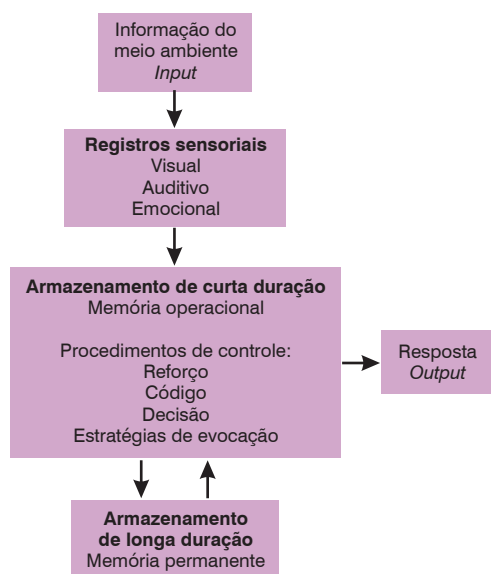 Informação do
meio ambiente
Input
Registros sensoriais
Visual
Auditivo
Emocional
Armazenamento de curta duração
Memória operacional
Procedimentos de controle:
Reforço
Código
Decisão
Estratégias de evocação
Resposta
Output
Armazenamento
de longa duração
Memória permanente